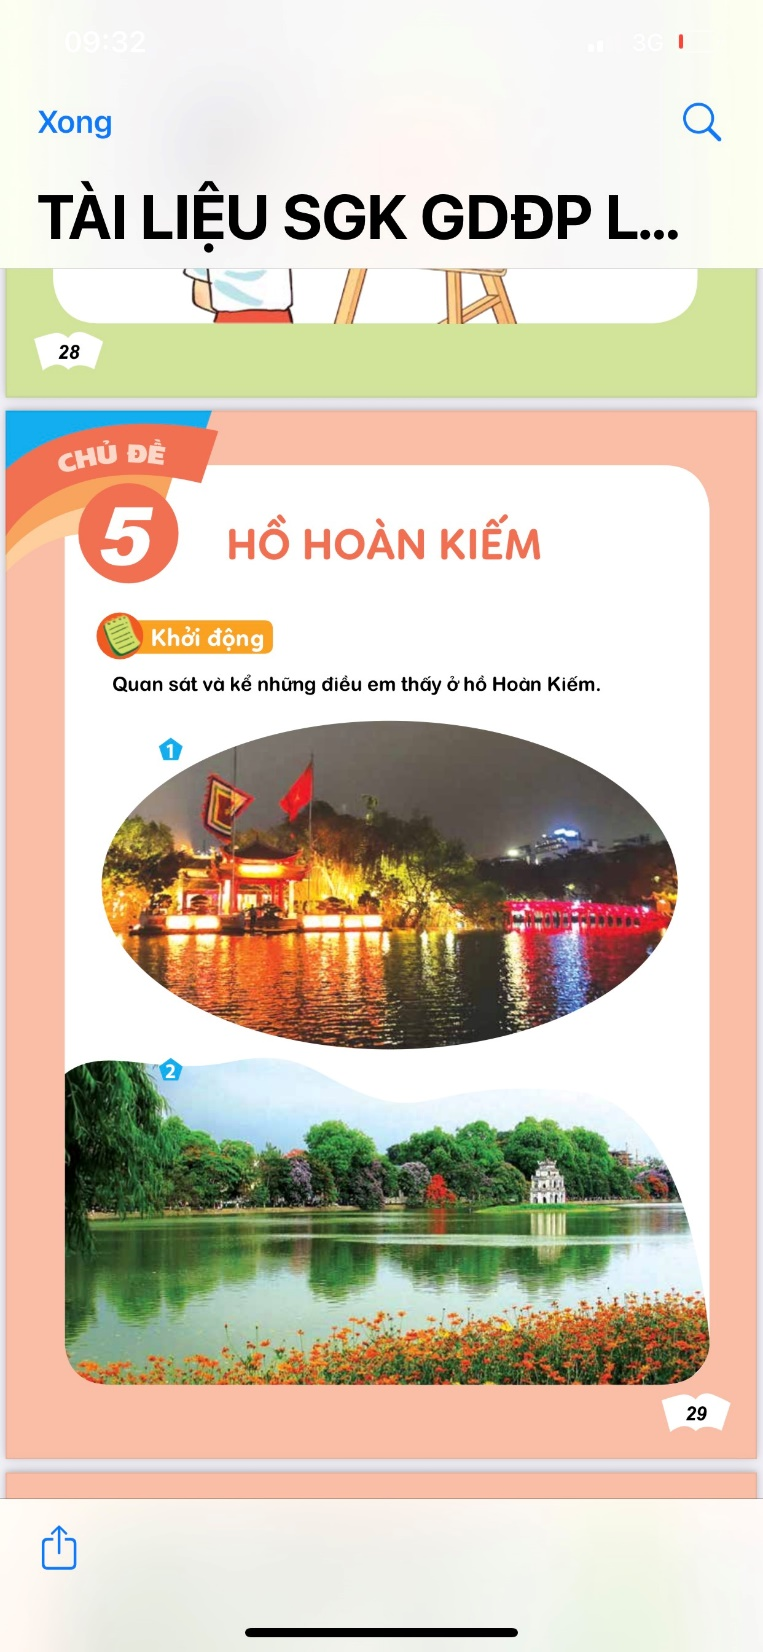 09:32
3G
Xong
TÀI LIỆU SGK GDĐP L...
28
CHỦ ĐỀ
5
HỒ HOÀN KIẾM
Khởi động
Quan sát và kể những điều em thấy ở hồ Hoàn Kiếm.
1
2
29